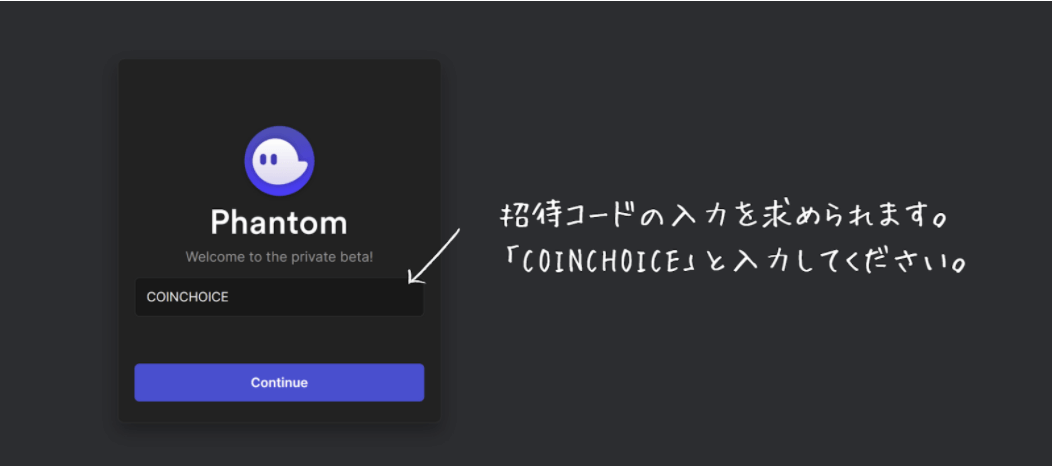 Phantom
Welcome to the private beta!
COINCHOICE
Continue
招待コードの入力を求められます。
「COINCHOICE」と入力してください。